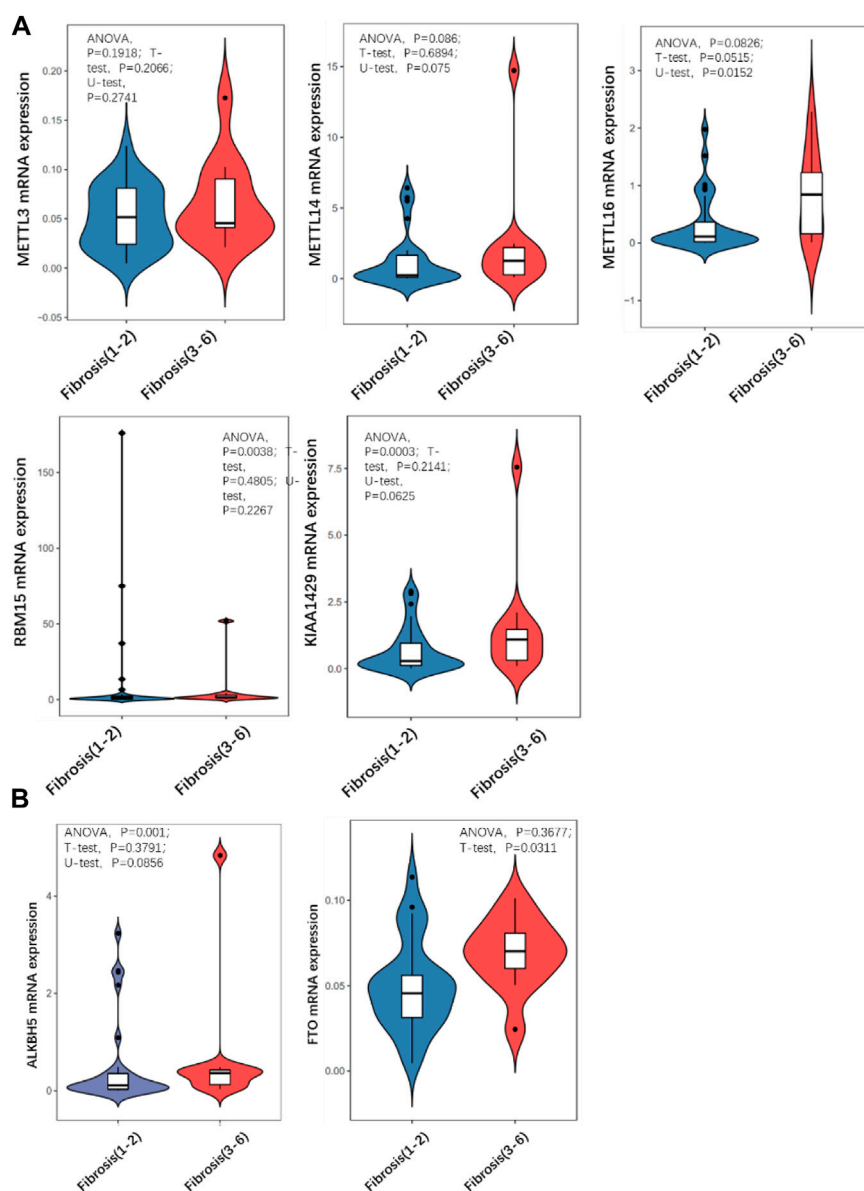 A
ANOVA,
P=0.1918; T-
test, P=0.2066;
U-test,
P=0.2741
METTL3 mRNA expression
0.20
0.15
0.10
0.05
0.00
−0.05
Fibrosis(1-2)
Fibrosis(3-6)
ANOVA, P=0.086;
T-test, P=0.6894;
U-test, P=0.075
METTL14 mRNA expression
15
10
5
0
Fibrosis(1-2)
Fibrosis(3-6)
ANOVA, P=0.0826;
T-test, P=0.0515;
U-test, P=0.0152
METTL16 mRNA expression
3
2
1
0
−1
Fibrosis(1-2)
Fibrosis(3-6)
ANOVA,
P=0.0038; T-
test,
P=0.4805; U-
test,
P=0.2267
RBM15 mRNA expression
150
100
50
0
Fibrosis(1-2)
Fibrosis(3-6)
ANOVA,
P=0.0003; T-
test, P=0.2141;
U-test,
P=0.0625
KIAA1429 mRNA expression
7.5
5.0
2.5
0.0
Fibrosis(1-2)
Fibrosis(3-6)
B
ANOVA, P=0.001;
T-test, P=0.3791;
U-test, P=0.0856
ALKBH5 mRNA expression
4
2
0
Fibrosis(1-2)
Fibrosis(3-6)
ANOVA, P=0.3677;
T-test, P=0.0311
FTO mRNA expression
0.10
0.05
0.00
Fibrosis(1-2)
Fibrosis(3-6)